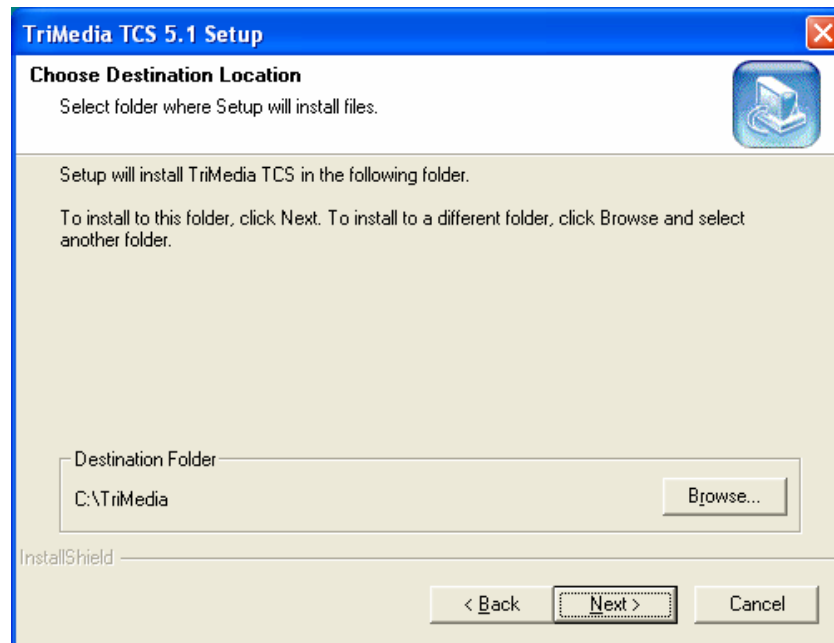 TriMedia TCS 5.1 Setup
Choose Destination Location
Select folder where Setup will install files.
Setup will install TriMedia TCS in the following folder.
To install to this folder, click Next. To install to a different folder, click Browse and select
another folder.
Destination Folder
C:\TriMedia
Browse...
InstallShield
< Back
Next >
Cancel